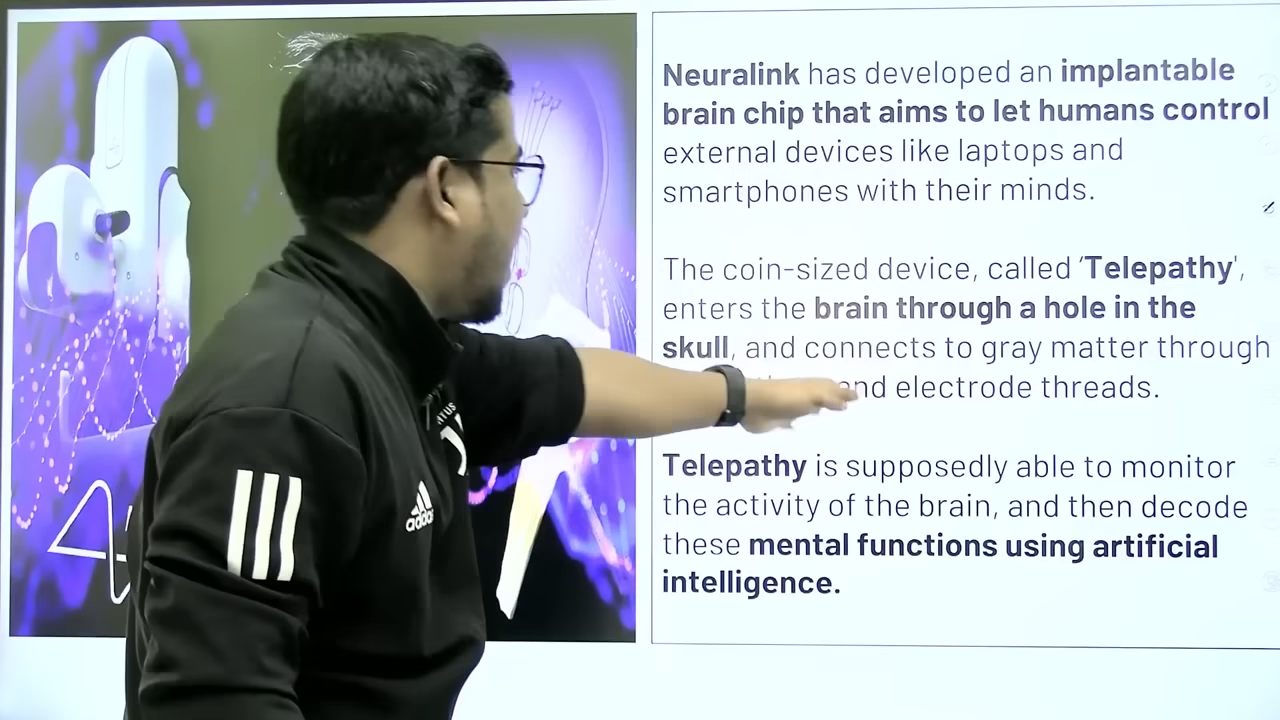 Neuralink has developed an implantable
brain chip that aims to let humans control
external devices like laptops and
smartphones with their minds.
The coin-sized device, called ‘Telepathy',
enters the brain through a hole in the
skull, and connects to gray matter through
and electrode threads.
Telepathy is supposedly able to monitor
the activity of the brain, and then decode
these mental functions using artificial
intelligence.
adidas